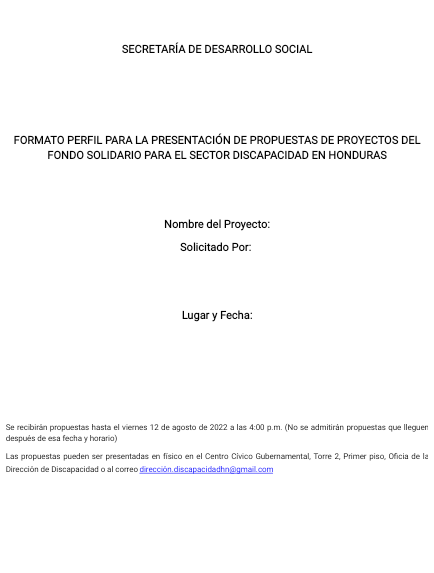 SECRETARÍA DE DESARROLLO SOCIAL
FORMATO PERFIL PARA LA PRESENTACIÓN DE PROPUESTAS DE PROYECTOS DEL
FONDO SOLIDARIO PARA EL SECTOR DISCAPACIDAD EN HONDURAS
Nombre del Proyecto:
Solicitado Por:
Lugar y Fecha:
Se recibirán propuestas hasta el viernes 12 de agosto de 2022 a las 4:00 p.m. (No se admitirán propuestas que lleguen
después de esa fecha y horario)
Las propuestas pueden ser presentadas en físico en el Centro Cívico Gubernamental, Torre 2, Primer piso, Oficia de la
Dirección de Discapacidad o al correo direcciòn.discapacidadhn@gmail.com